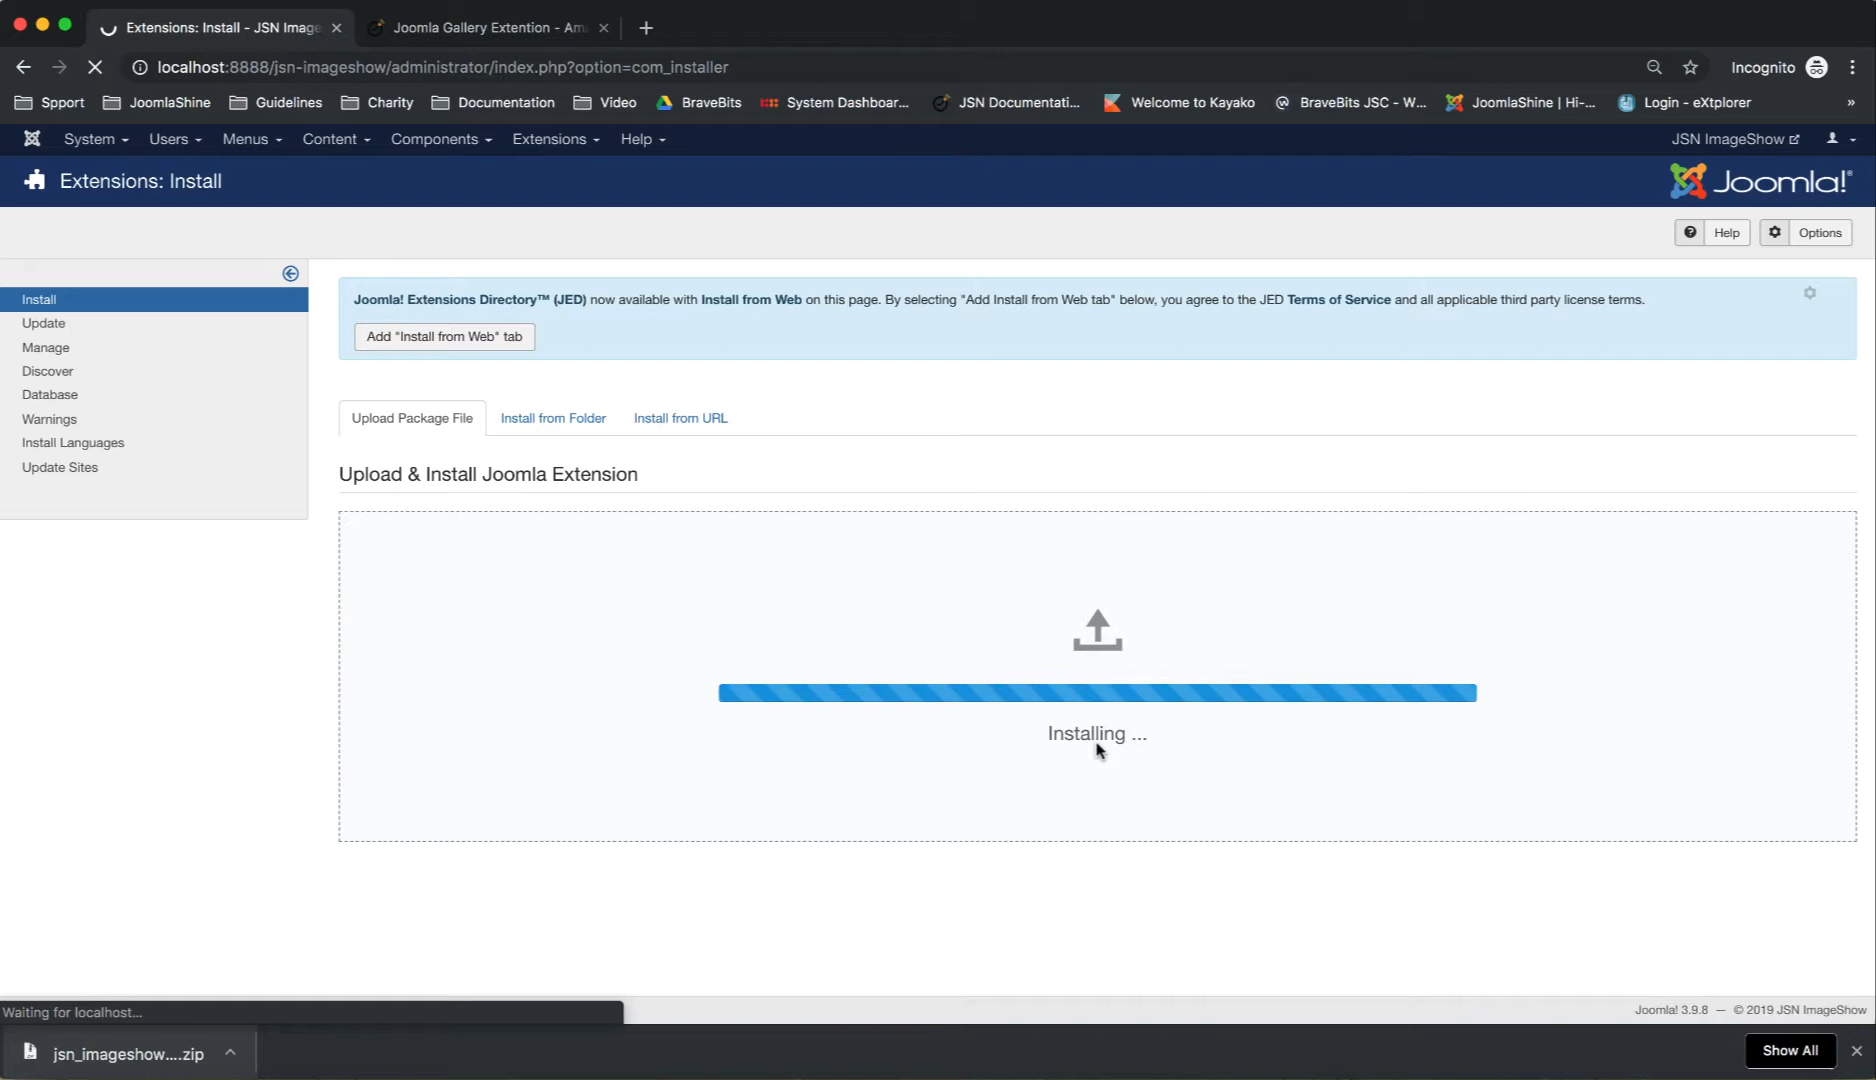 Extensions: Install - JSN Image
Joomla Gallery Extention - Am
localhost:8888/jsn-imageshow/administrator/index.php?option=com_installer
Incognito
Spport
JoomlaShine
Guidelines
Charity
Documentation
Video
BraveBits
System Dashboar...
JSN Documentati...
Welcome to Kayako
BraveBits JSC - W...
JoomlaShine | Hi-...
Login - eXtplorer
»
System
Users
Menus
Content
Components
Extensions
Help
JSN ImageShow
Extensions: Install
Joomla!®
Help
Options
Install
Update
Manage
Discover
Database
Warnings
Install Languages
Update Sites
Joomla! Extensions Directory™ (JED) now available with Install from Web on this page. By selecting "Add Install from Web tab" below, you agree to the JED Terms of Service and all applicable third party license terms.
Add "Install from Web" tab
Upload Package File
Install from Folder
Install from URL
Upload & Install Joomla Extension
Installing ...
Waiting for localhost...
Joomla! 3.9.8 — © 2019 JSN ImageShow
jsn_imageshow....zip
Show All